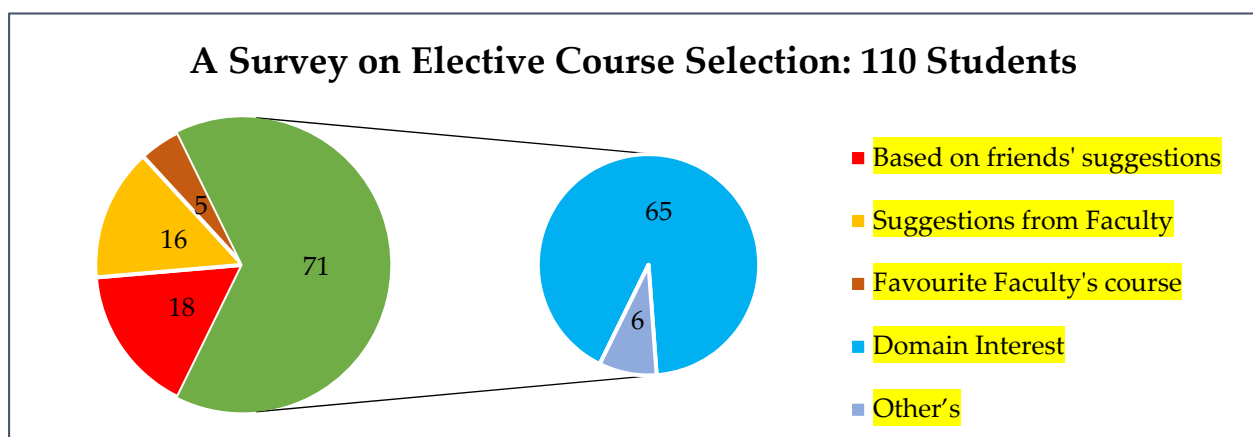 A Survey on Elective Course Selection: 110 Students
5
16
18
71
65
6
Based on friends' suggestions
Suggestions from Faculty
Favourite Faculty's course
Domain Interest
Other’s